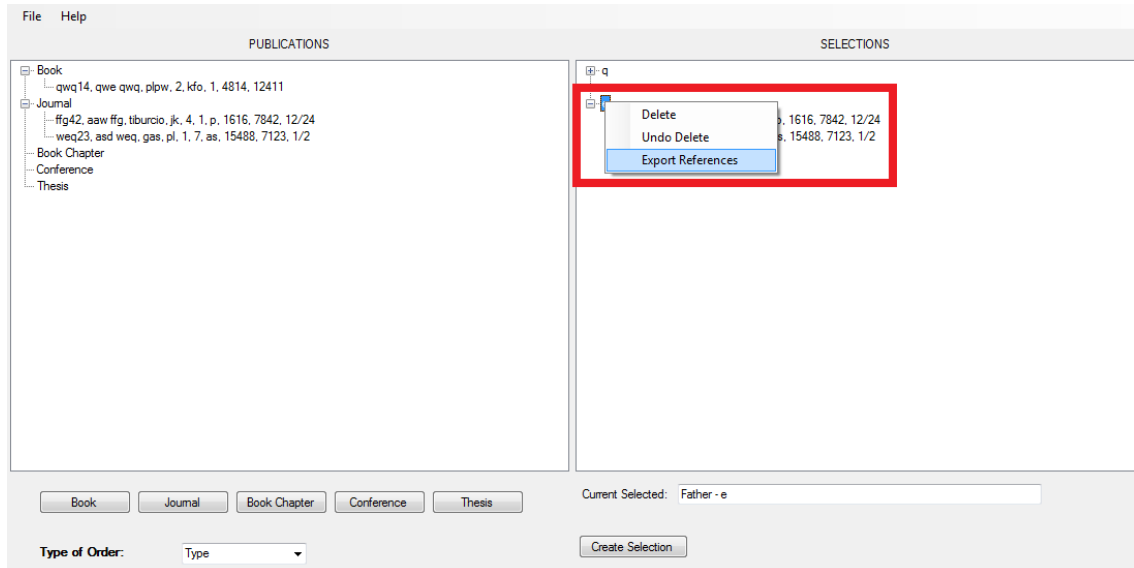 File Help
PUBLICATIONS
SELECTIONS
Book
qwq14, qwe qwq, plpw, 2, kfo, 1, 4814, 12411
Journal
ffg42, aaw ffg, tiburcio, jk, 4, 1, p, 1616, 7842, 12/24
weq23, asd weq, gas, pl, 1, 7, as, 15488, 7123, 1/2
Book Chapter
Conference
Thesis
q
Delete
, 1616, 7842, 12/24
Undo Delete
s, 15488, 7123, 1/2
Export References
Book Journal Book Chapter Conference Thesis
Current Selected: Father - e
Type of Order: Type
Create Selection